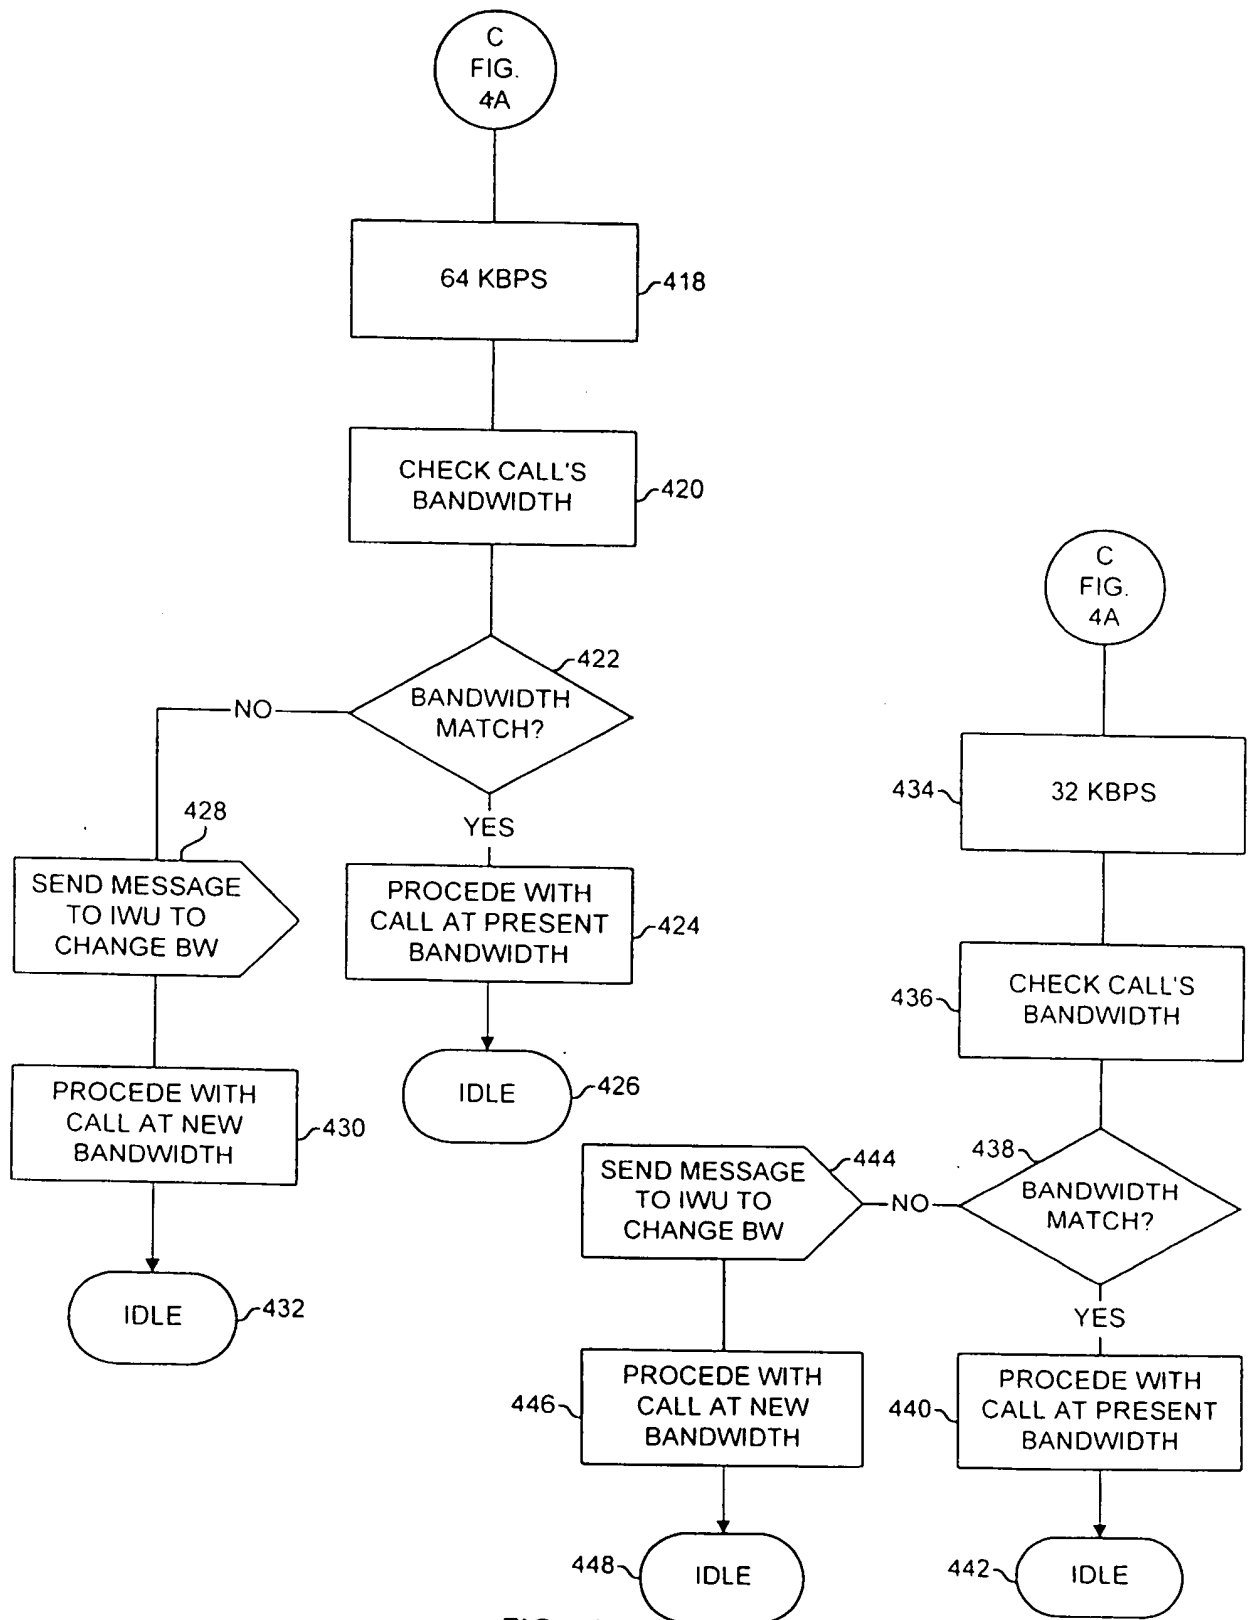 C
FIG.
4A
64 KBPS
418
CHECK CALL'S
BANDWIDTH
420
422
BANDWIDTH
MATCH?
NO
YES
428
SEND MESSAGE
TO IWU TO
CHANGE BW
PROCEDE WITH
CALL AT PRESENT
BANDWIDTH
424
PROCEDE WITH
CALL AT NEW
BANDWIDTH
430
IDLE
426
IDLE
432
C
FIG.
4A
434
32 KBPS
436
CHECK CALL'S
BANDWIDTH
438
BANDWIDTH
MATCH?
NO
YES
444
SEND MESSAGE
TO IWU TO
CHANGE BW
446
PROCEDE WITH
CALL AT NEW
BANDWIDTH
440
PROCEDE WITH
CALL AT PRESENT
BANDWIDTH
448
IDLE
442
IDLE